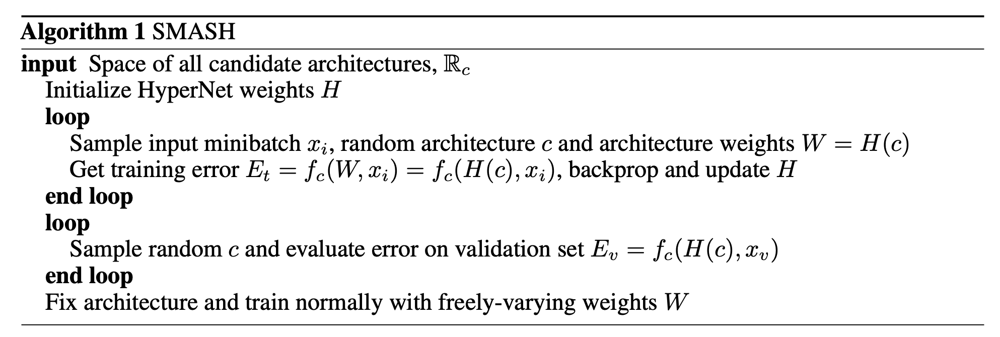 Algorithm 1 SMASH
input Space of all candidate architectures, ℝ_c
Initialize HyperNet weights H
loop
Sample input minibatch x_i, random architecture c and architecture weights W = H(c)
Get training error E_t = f_c(W, x_i) = f_c(H(c), x_i), backprop and update H
end loop
loop
Sample random c and evaluate error on validation set E_v = f_c(H(c), x_v)
end loop
Fix architecture and train normally with freely-varying weights W